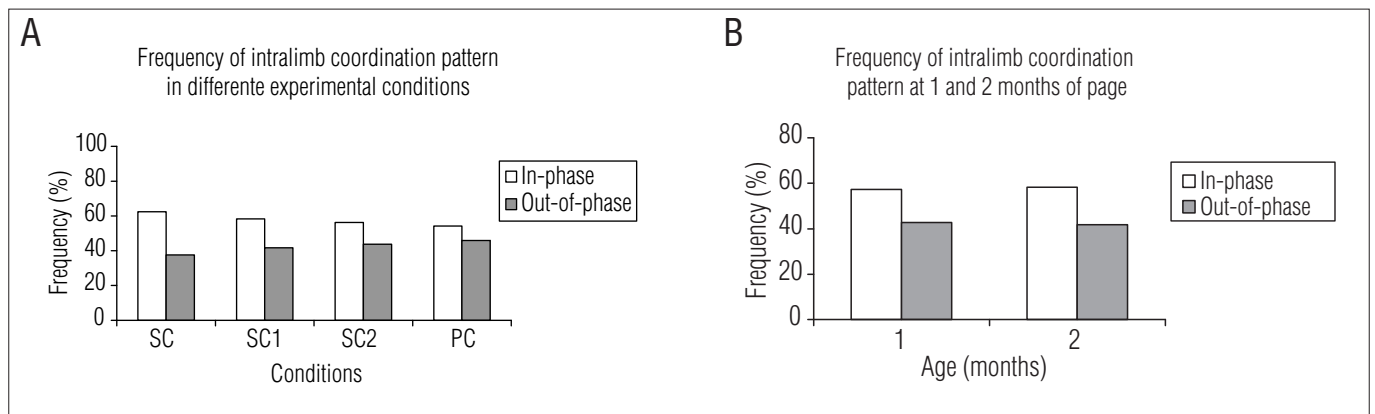 A
Frequency of intralimb coordination pattern
in differente experimental conditions
Frequency (%)
100
80
60
40
20
0
SC SC1 SC2 PC
Conditions
In-phase
Out-of-phase
B
Frequency of intralimb coordination
pattern at 1 and 2 months of page
Frequency (%)
80
60
40
20
0
1 2
Age (months)
In-phase
Out-of-phase